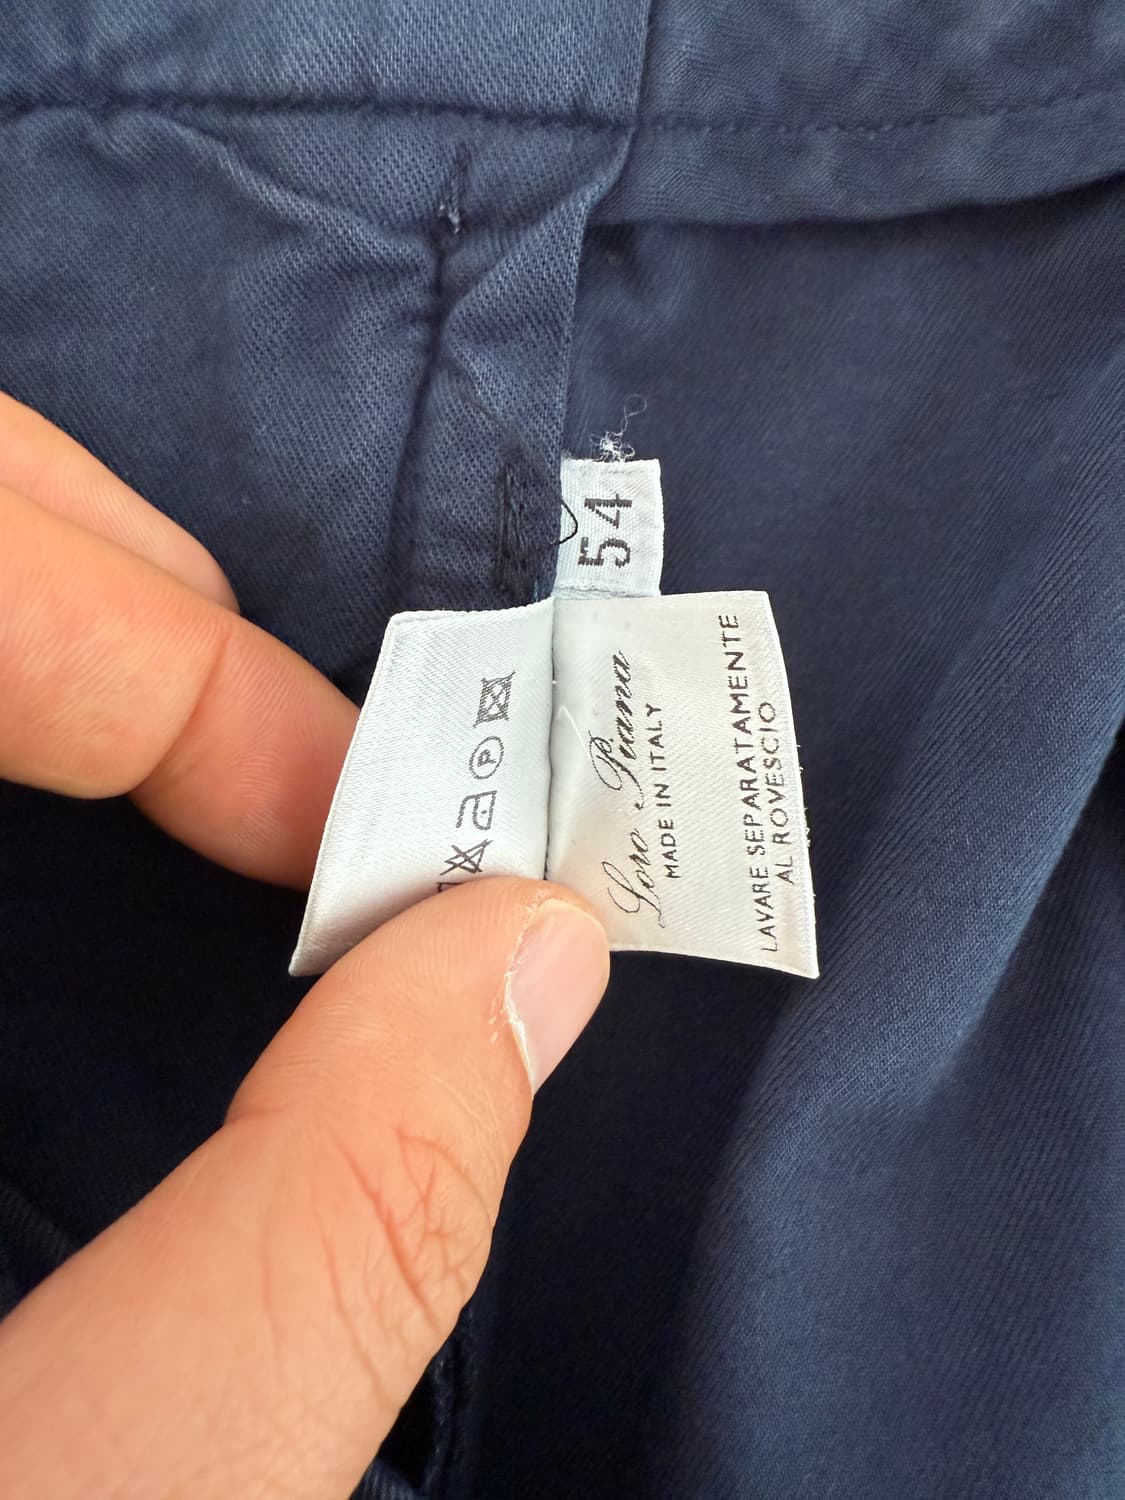 54
Loro Piana
MADE IN ITALY
LAVARE SEPARATAMENTE
AL ROVESCIO
P